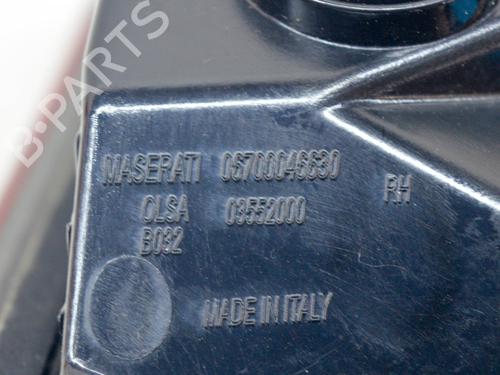 B-PARTS
MASERATI 06700046630 RH
OLSA 03552000
B032
MADE IN ITALY